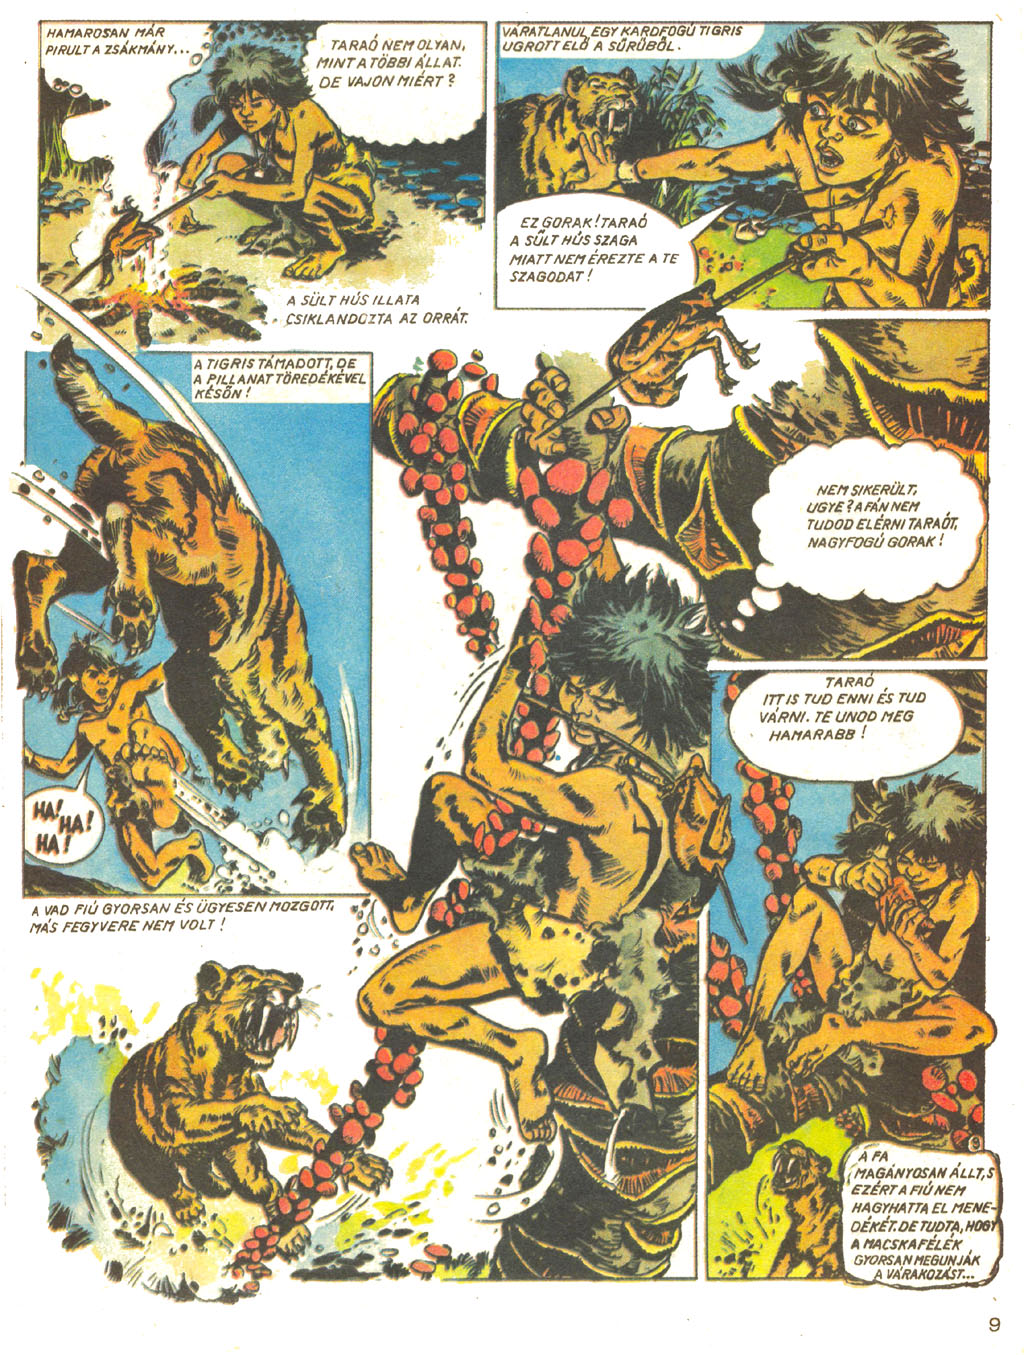 HAMAROSAN MÁR
PIRULT A ZSÁKMÁNY...
TARAÓ NEM OLYAN,
MINT A TÖBBI ÁLLAT.
DE VAJON MIÉRT?
A SÜLT HÚS ILLATA
CSIKLANDOZTA AZ ORRÁT.
VÁRATLANUL EGY KARDFOGÚ TIGRIS
UGROTT ELŐ A SŰRŰBŐL.
EZ GORAK! TARAÓ
A SŰLT HÚS SZAGA
MIATT NEM ÉREZTE A TE
SZAGODAT!
A TIGRIS TÁMADOTT, DE
A PILLANAT TÖREDÉKÉVEL
KÉSŐN!
HA!
HA!
HA!
A VAD FIÚ GYORSAN ÉS ÜGYESEN MOZGOTT,
MÁS FEGYVERE NEM VOLT!
NEM SIKERÜLT,
UGYE? A FÁN NEM
TUDOD ELÉRNI TARAÓT,
NAGYFOGÚ GORAK!
TARAÓ
ITT IS TUD ENNI ÉS TUD
VÁRNI. TE UNOD MEG
HAMARABB!
9
A FA
MAGÁNYOSAN ÁLLT, S
EZÉRT A FIÚ NEM
HAGYHATTA EL MENE-
DÉKÉT. DE TUDTA, HOGY
A MACSKAFÉLÉK
GYORSAN MEGUNJÁK
A VÁRAKOZÁST...
9